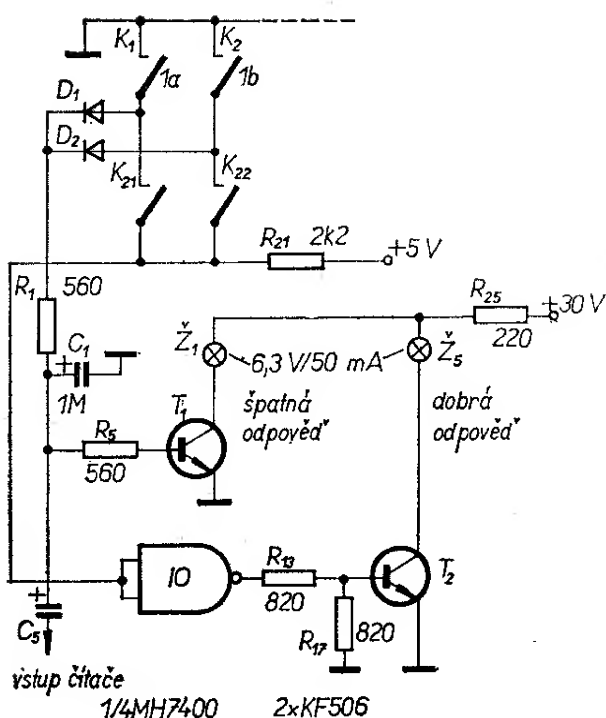 K₁
K₂
1a
1b
D₁
D₂
K₂₁
K₂₂
R₂₁ 2k2
+5 V
R₁ 560
C₁
+
1M
R₂₅
220
+30 V
Ž₁
6,3 V/50 mA
Ž₅
špatná
odpověď
dobrá
odpověď
T₁
R₅
560
IO
R₁₃
820
T₂
R₁₇
820
+
C₅
vstup čítače
1/4MH7400
2xKF506